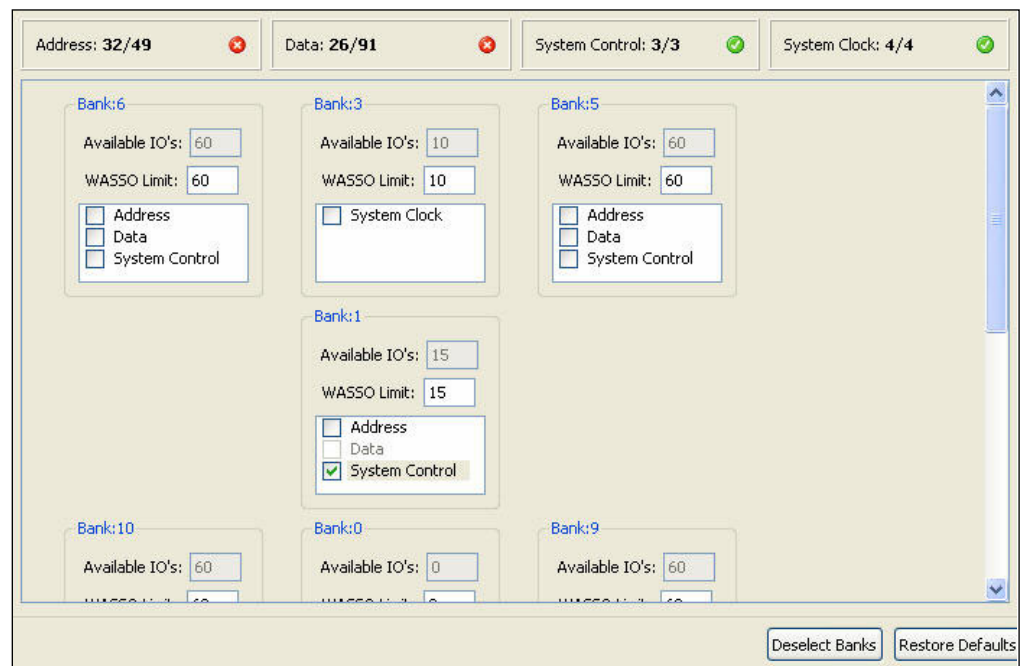 Address: 32/49 Data: 26/91 System Control: 3/3 System Clock: 4/4
Bank:6 Bank:3 Bank:5
Available IO's: 60 Available IO's: 10 Available IO's: 60
WASSO Limit: 60 WASSO Limit: 10 WASSO Limit: 60
Address System Clock Address
Data Data
System Control System Control
Bank:1
Available IO's: 15
WASSO Limit: 15
Address
Data
System Control
Bank:10 Bank:0 Bank:9
Available IO's: 60 Available IO's: 0 Available IO's: 60
Deselect Banks Restore Defaults